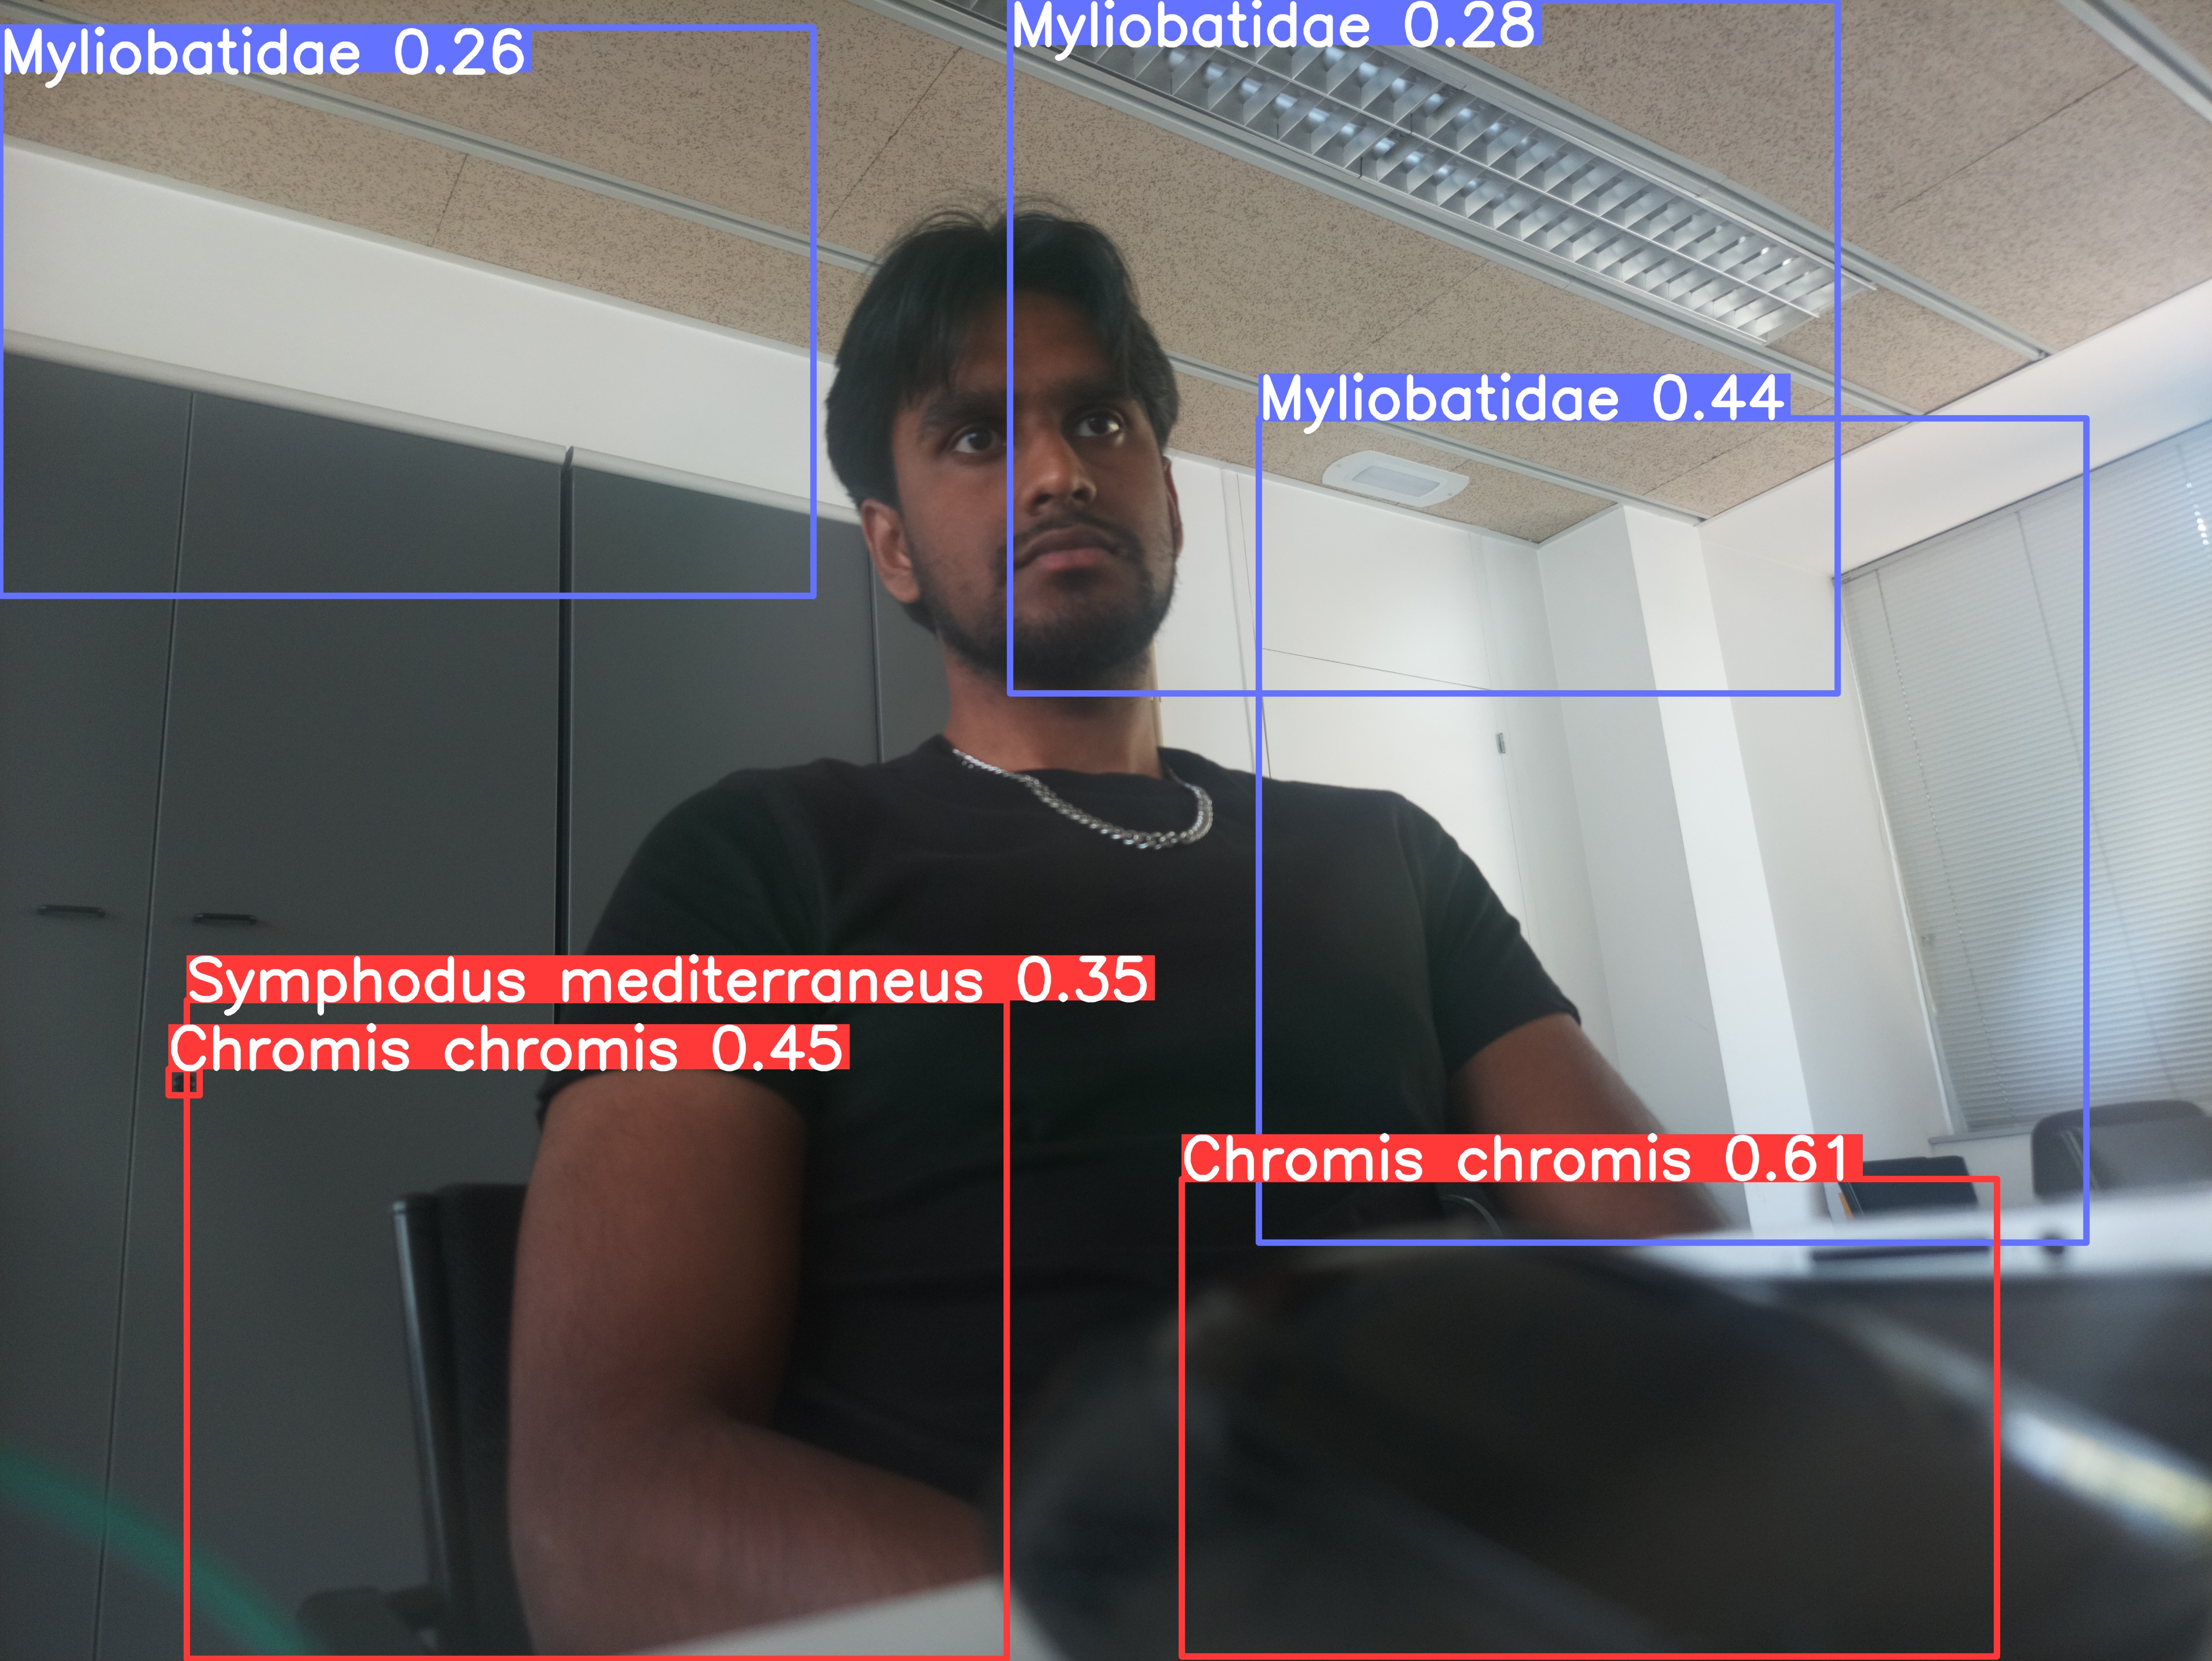 Myliobatidae 0.26
Myliobatidae 0.28
Myliobatidae 0.44
Symphodus mediterraneus 0.35
Chromis chromis 0.45
Chromis chromis 0.61